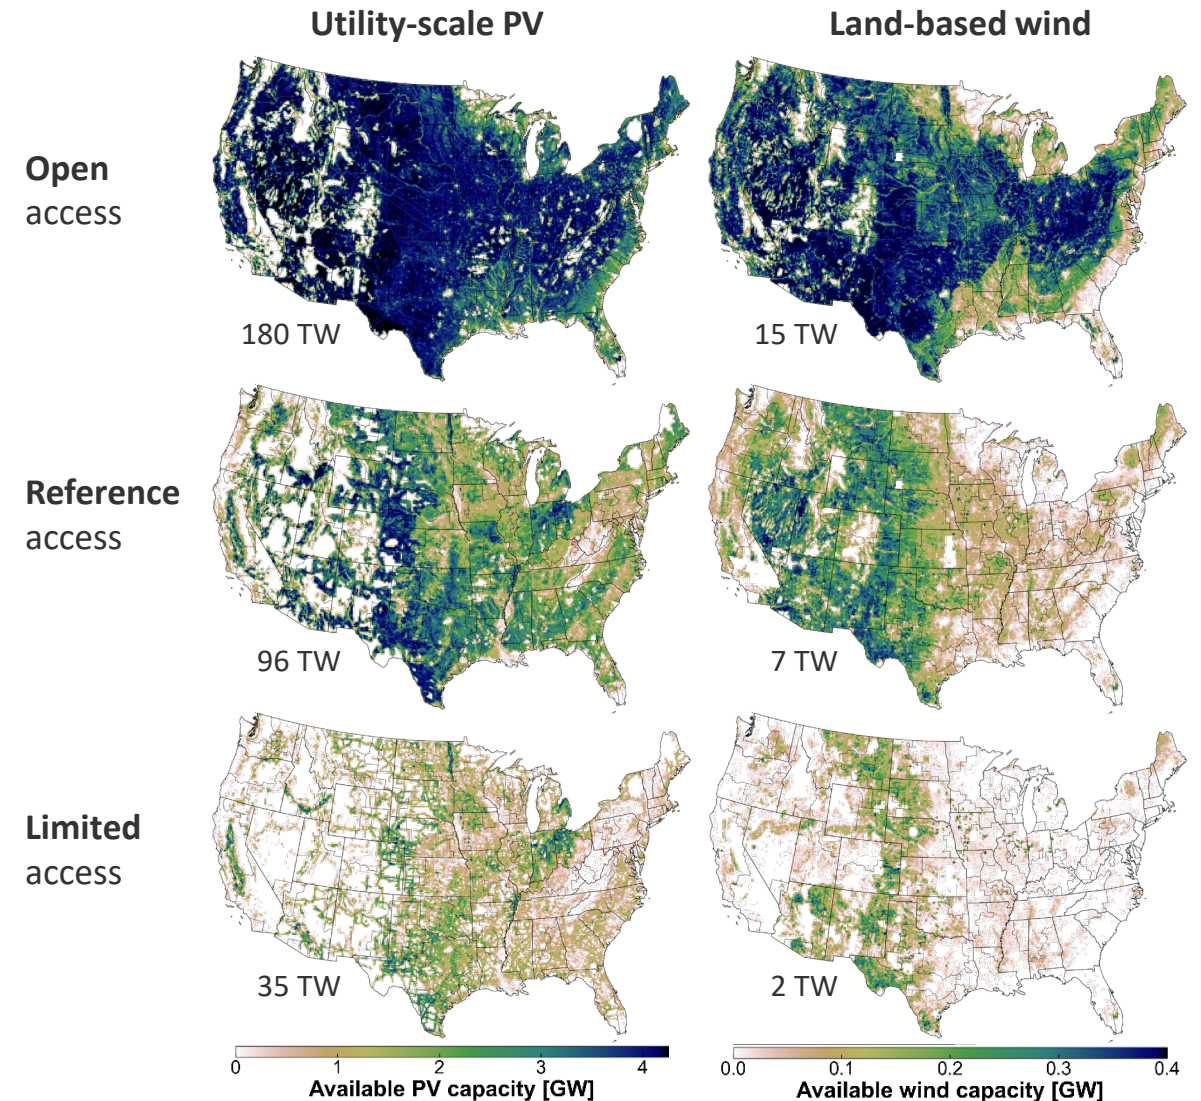 Utility-scale PV
Land-based wind
Open
access
180 TW
15 TW
Reference
access
96 TW
7 TW
Limited
access
35 TW
2 TW
0 1 2 3 4
Available PV capacity [GW]
0.0 0.1 0.2 0.3 0.4
Available wind capacity [GW]